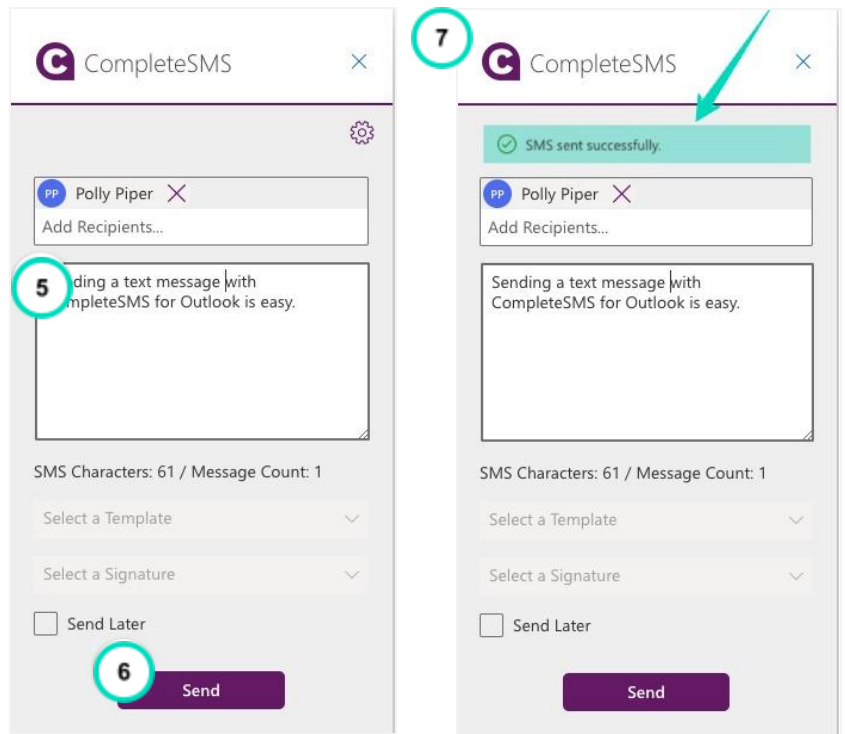 CompleteSMS
PP Polly Piper
Add Recipients...
5
ding a text message with
mpleteSMS for Outlook is easy.
SMS Characters: 61 / Message Count: 1
Select a Template
Select a Signature
Send Later
6
Send
7
CompleteSMS
SMS sent successfully.
PP Polly Piper
Add Recipients...
Sending a text message with
CompleteSMS for Outlook is easy.
SMS Characters: 61 / Message Count: 1
Select a Template
Select a Signature
Send Later
Send